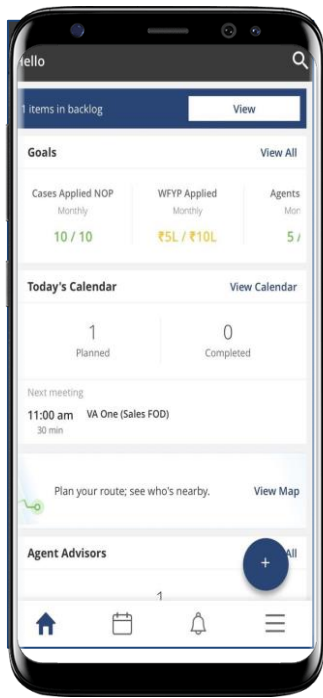 Hello
1 items in backlog View
Goals View All
Cases Applied NOP WFYP Applied Agents
Monthly Monthly Mon
10 / 10 ₹5L / ₹10L 5 /
Today's Calendar View Calendar
1 0
Planned Completed
Next meeting
11:00 am VA One (Sales FOD)
30 min
Plan your route; see who's nearby. View Map
Agent Advisors All
1